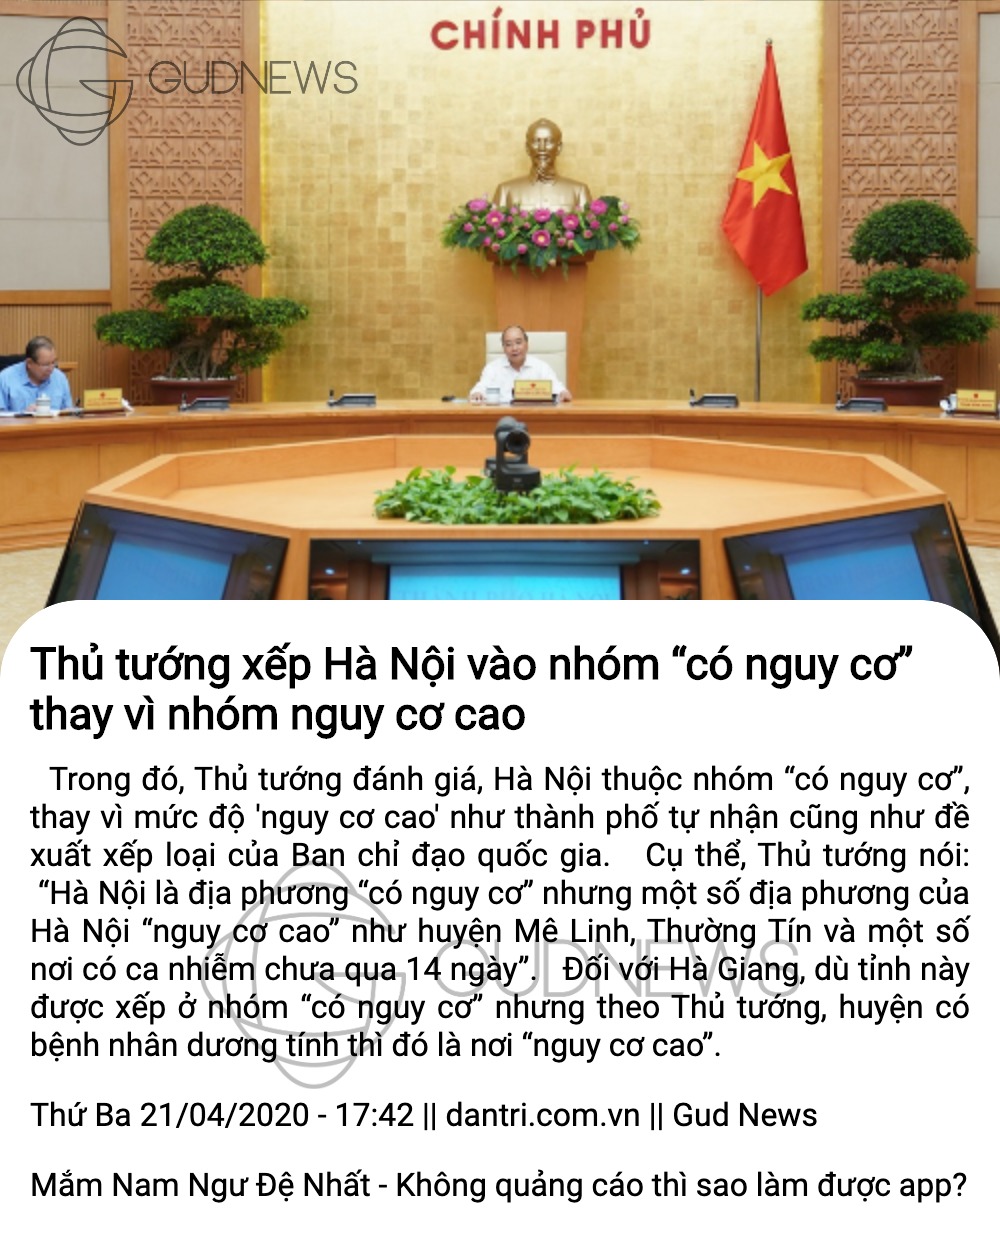 CHÍNH PHỦ
GUDNEWS
Thủ tướng xếp Hà Nội vào nhóm “có nguy cơ”
thay vì nhóm nguy cơ cao
Trong đó, Thủ tướng đánh giá, Hà Nội thuộc nhóm “có nguy cơ”,
thay vì mức độ 'nguy cơ cao' như thành phố tự nhận cũng như đề
xuất xếp loại của Ban chỉ đạo quốc gia. Cụ thể, Thủ tướng nói:
“Hà Nội là địa phương “có nguy cơ” nhưng một số địa phương của
Hà Nội “nguy cơ cao” như huyện Mê Linh, Thường Tín và một số
nơi có ca nhiễm chưa qua 14 ngày”. Đối với Hà Giang, dù tỉnh này
được xếp ở nhóm “có nguy cơ” nhưng theo Thủ tướng, huyện có
bệnh nhân dương tính thì đó là nơi “nguy cơ cao”.
GUDNEWS
Thứ Ba 21/04/2020 - 17:42 || dantri.com.vn || Gud News
Mắm Nam Ngư Đệ Nhất - Không quảng cáo thì sao làm được app?